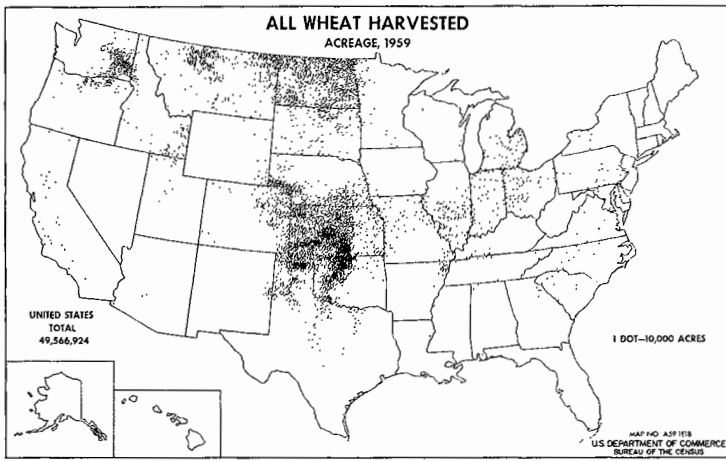 ALL WHEAT HARVESTED
ACREAGE, 1959
UNITED STATES
TOTAL
49,566,924
1 DOT—10,000 ACRES
MAP NO. A59 1E18
U.S. DEPARTMENT OF COMMERCE
BUREAU OF THE CENSUS